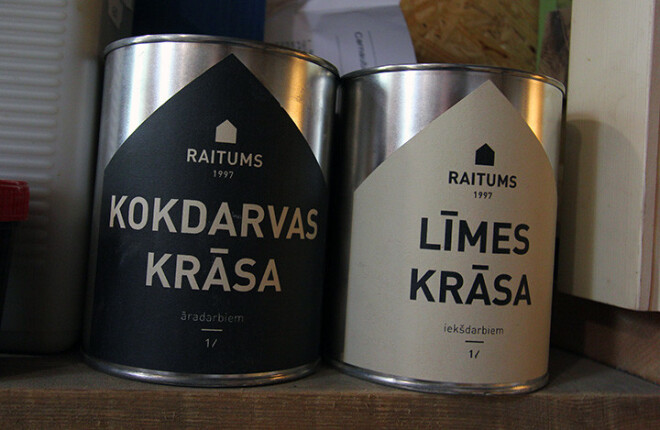 RAITUMS
1997
KOKDARVAS
KRĀSA
āradarbiem
1l
RAITUMS
1997
LĪMES
KRĀSA
iekšdarbiem
1l